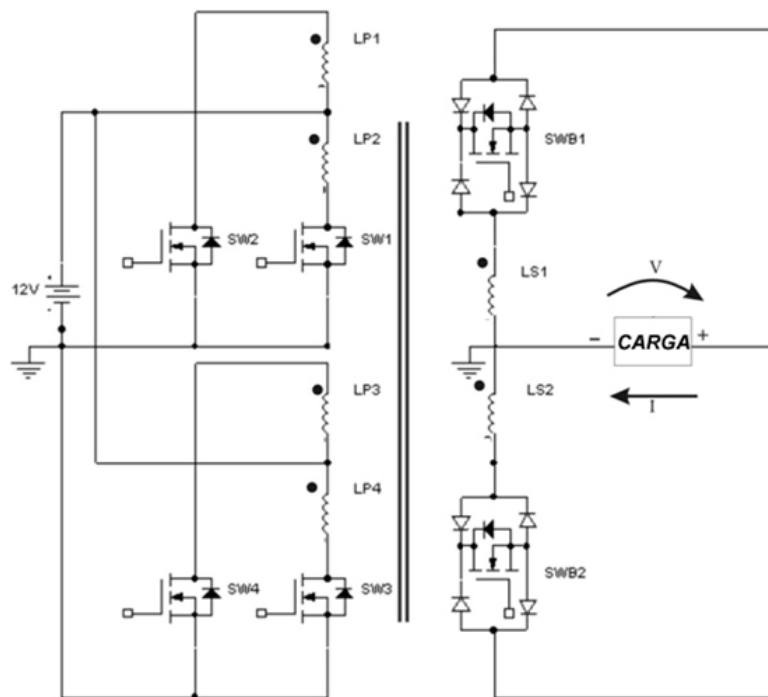 LP1
LP2
SWB1
SW2
SW1
LS1
12V
V
- CARGA +
I
LP3
LS2
LP4
SWB2
SW4
SW3